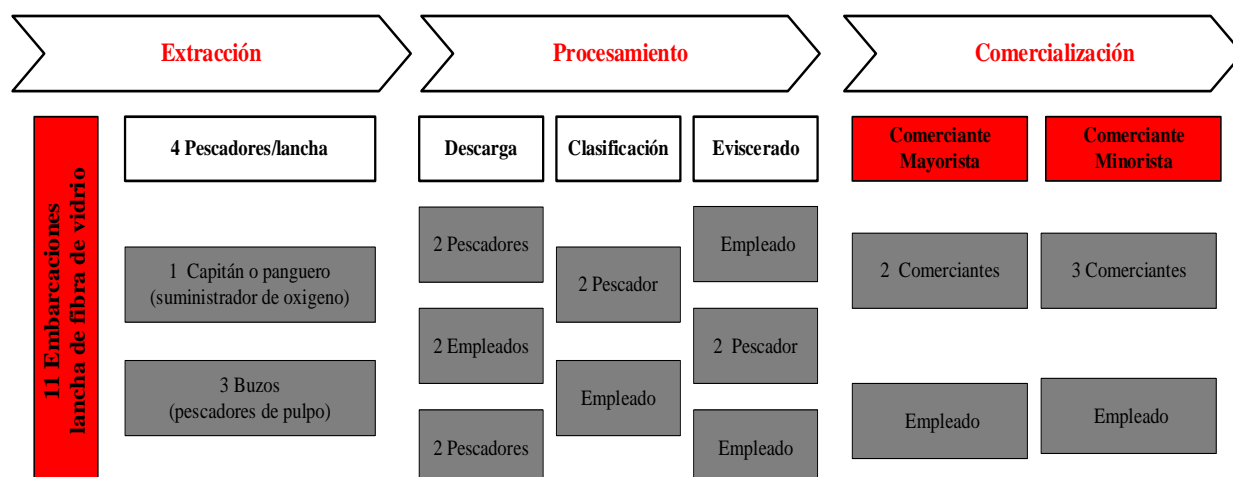 Extracción
Procesamiento
Comercialización
11 Embarcaciones
lancha de fibra de vidrio
4 Pescadores/lancha
1 Capitán o panguero
(suministrador de oxigeno)
3 Buzos
(pescadores de pulpo)
Descarga
2 Pescadores
2 Empleados
2 Pescadores
Clasificación
2 Pescador
Empleado
Eviscerado
Empleado
2 Pescador
Empleado
Comerciante
Mayorista
2 Comerciantes
Empleado
Comerciante
Minorista
3 Comerciantes
Empleado